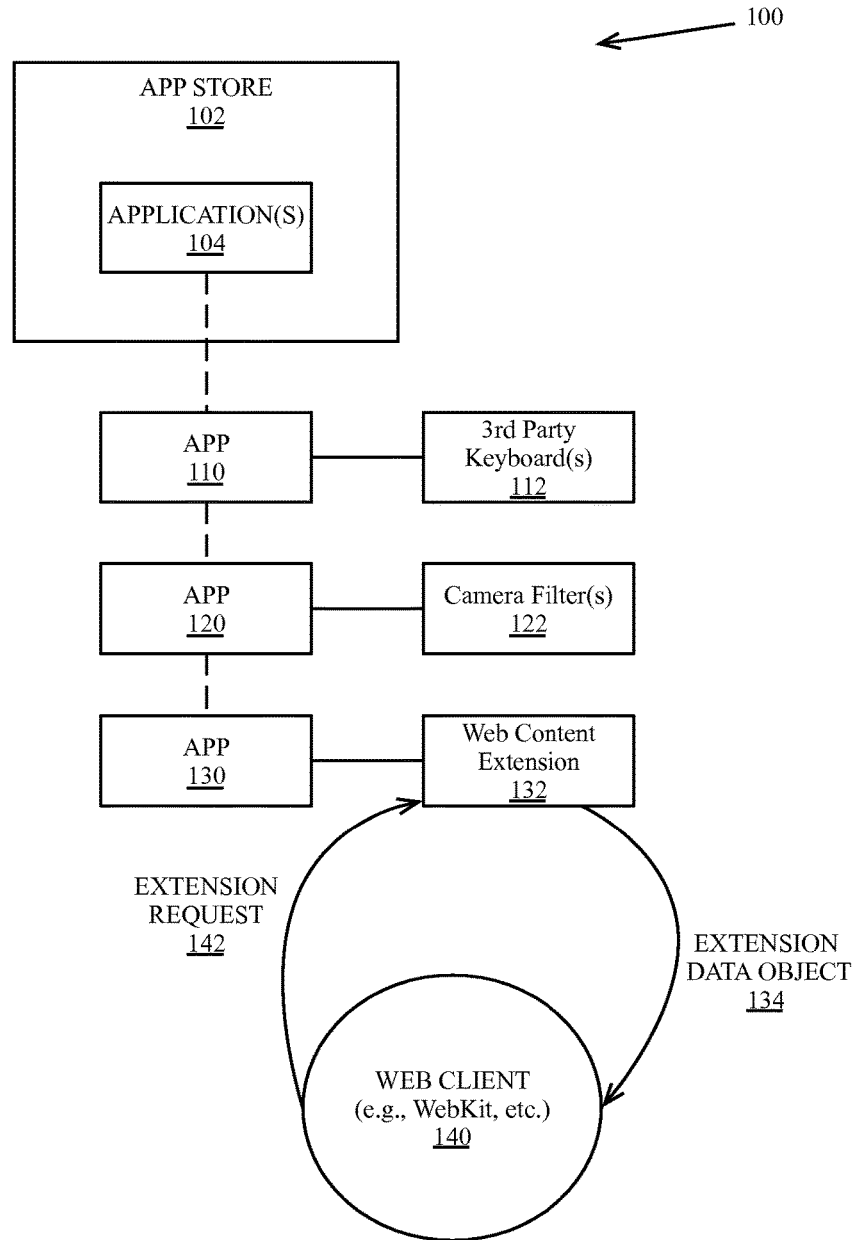 100
APP STORE
102
APPLICATION(S)
104
APP
110
3rd Party
Keyboard(s)
112
APP
120
Camera Filter(s)
122
APP
130
Web Content
Extension
132
EXTENSION
REQUEST
142
EXTENSION
DATA OBJECT
134
WEB CLIENT
(e.g., WebKit, etc.)
140